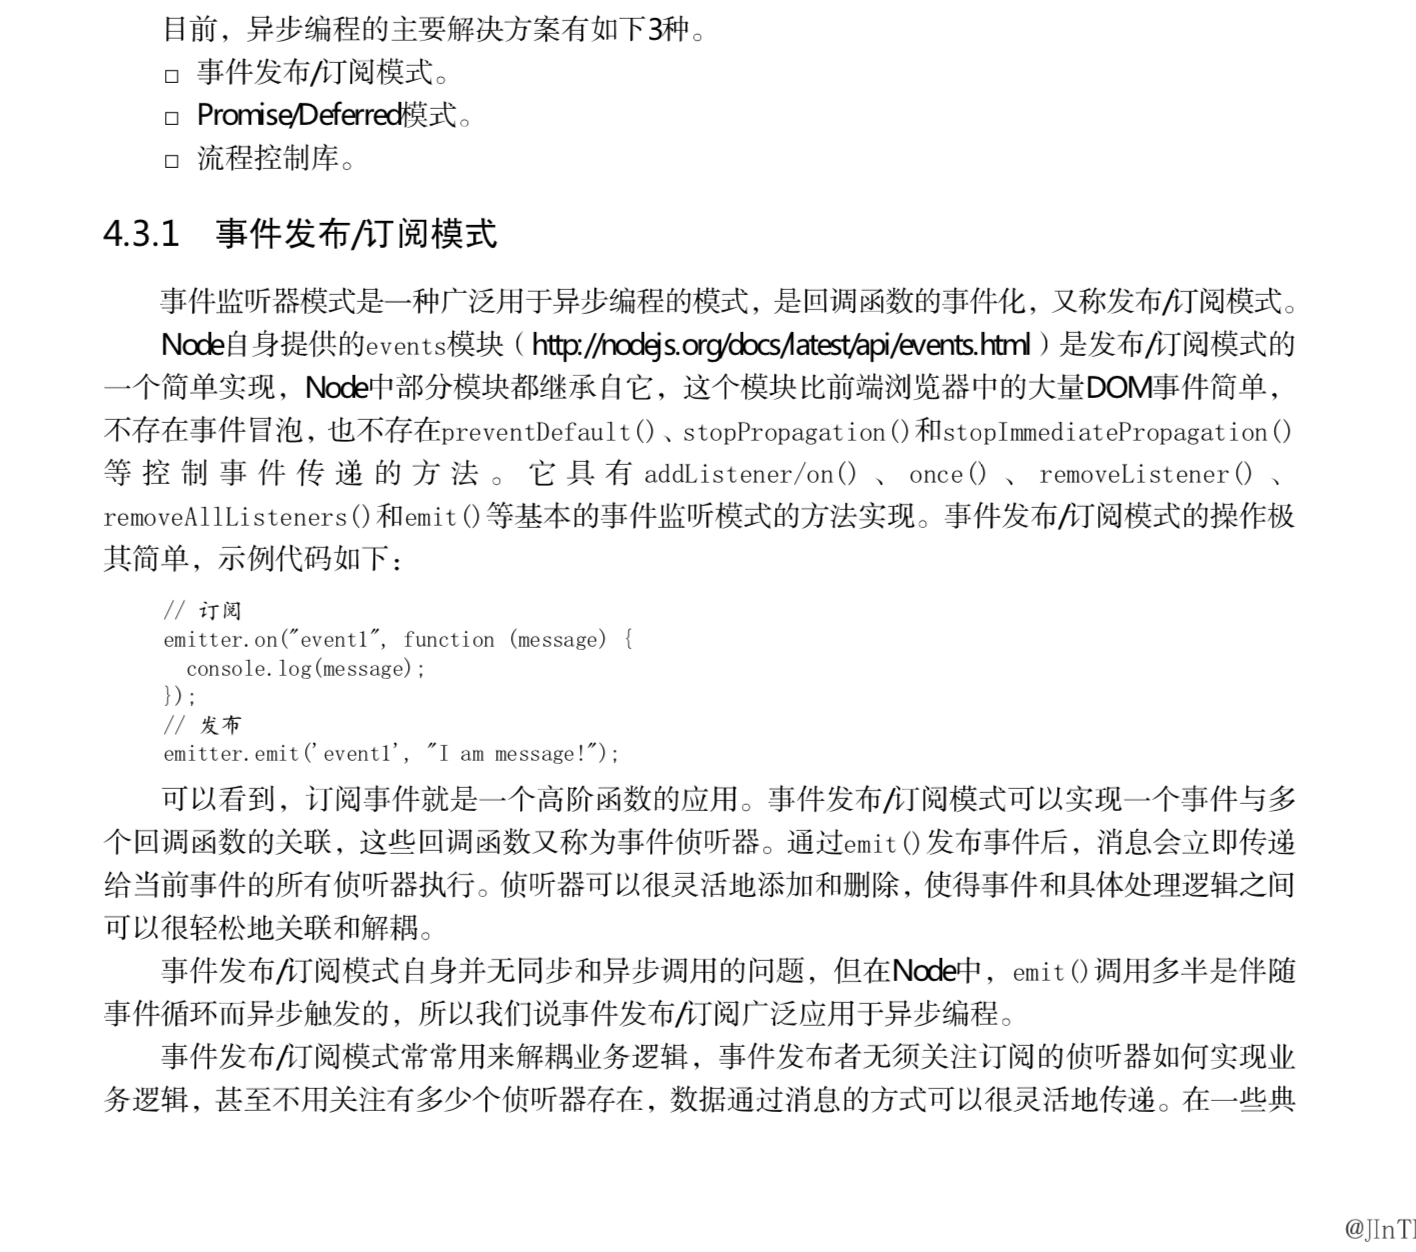 目前，异步编程的主要解决方案有如下3种。
□ 事件发布/订阅模式。
□ Promise/Deferred模式。
□ 流程控制库。
4.3.1 事件发布/订阅模式
事件监听器模式是一种广泛用于异步编程的模式，是回调函数的事件化，又称发布/订阅模式。
Node自身提供的events模块（http://nodejs.org/docs/latest/api/events.html）是发布/订阅模式的
一个简单实现，Node中部分模块都继承自它，这个模块比前端浏览器中的大量DOM事件简单，
不存在事件冒泡，也不存在preventDefault()、stopPropagation()和stopImmediatePropagation()
等控制事件传递的方法。它具有addListener/on()、once()、removeListener()、
removeAllListeners()和emit()等基本的事件监听模式的方法实现。事件发布/订阅模式的操作极
其简单，示例代码如下：
// 订阅
emitter.on("event1", function (message) {
  console.log(message);
});
// 发布
emitter.emit('event1', "I am message!");
可以看到，订阅事件就是一个高阶函数的应用。事件发布/订阅模式可以实现一个事件与多
个回调函数的关联，这些回调函数又称为事件侦听器。通过emit()发布事件后，消息会立即传递
给当前事件的所有侦听器执行。侦听器可以很灵活地添加和删除，使得事件和具体处理逻辑之间
可以很轻松地关联和解耦。
事件发布/订阅模式自身并无同步和异步调用的问题，但在Node中，emit()调用多半是伴随
事件循环而异步触发的，所以我们说事件发布/订阅广泛应用于异步编程。
事件发布/订阅模式常常用来解耦业务逻辑，事件发布者无须关注订阅的侦听器如何实现业
务逻辑，甚至不用关注有多少个侦听器存在，数据通过消息的方式可以很灵活地传递。在一些典